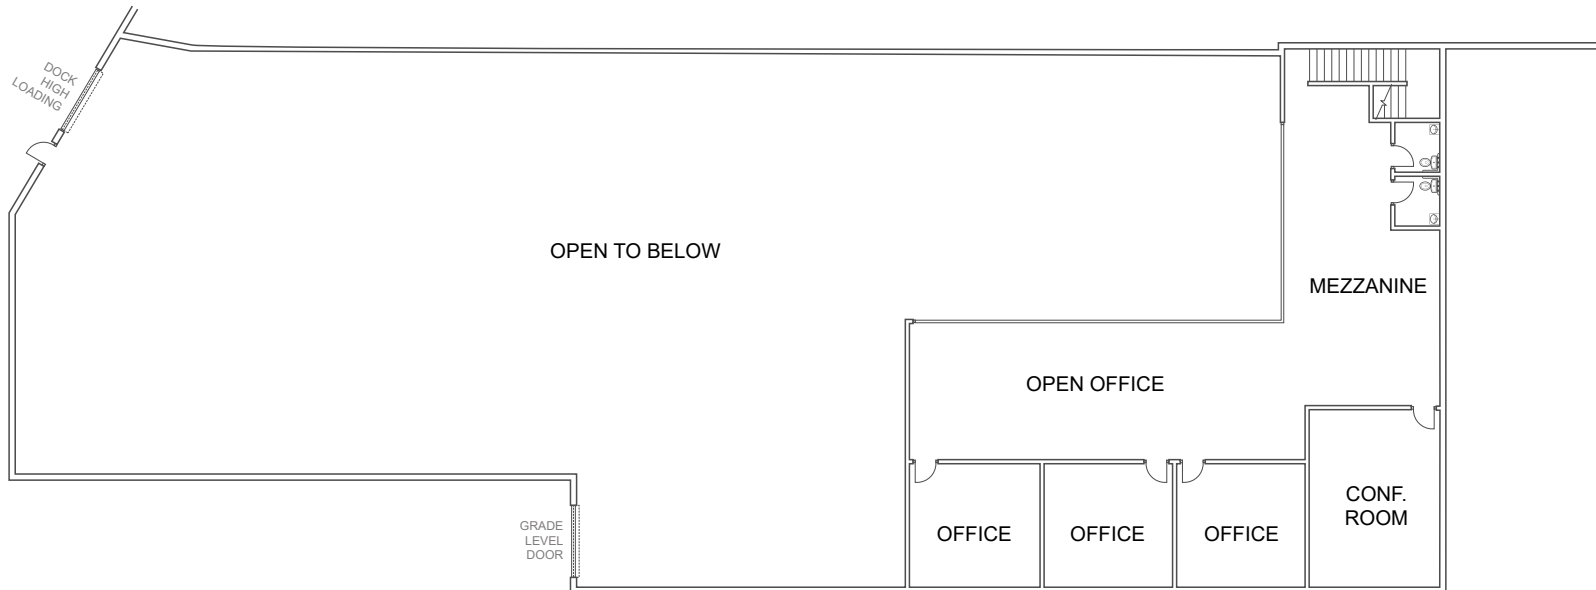 DOCK
HIGH
LOADING
OPEN TO BELOW
MEZZANINE
OPEN OFFICE
CONF.
ROOM
GRADE
LEVEL
DOOR
OFFICE
OFFICE
OFFICE